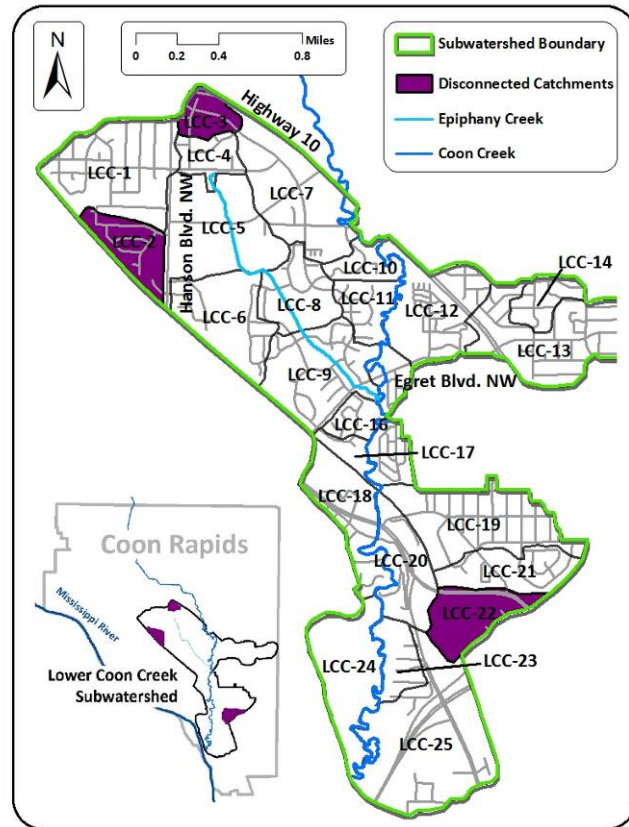 N
Miles
0 0.2 0.4 0.8
Subwatershed Boundary
Disconnected Catchments
Epiphany Creek
Coon Creek
Highway 10
LCC-3
LCC-4
LCC-1
LCC-7
Hanson Blvd. NW
LCC-5
LCC-2
LCC-10
LCC-14
LCC-11
LCC-8
LCC-12
LCC-6
LCC-13
LCC-9
Egret Blvd. NW
LCC-16
LCC-17
LCC-18
LCC-19
LCC-20
LCC-21
LCC-22
LCC-24
LCC-23
LCC-25
Coon Rapids
Mississippi River
Lower Coon Creek
Subwatershed